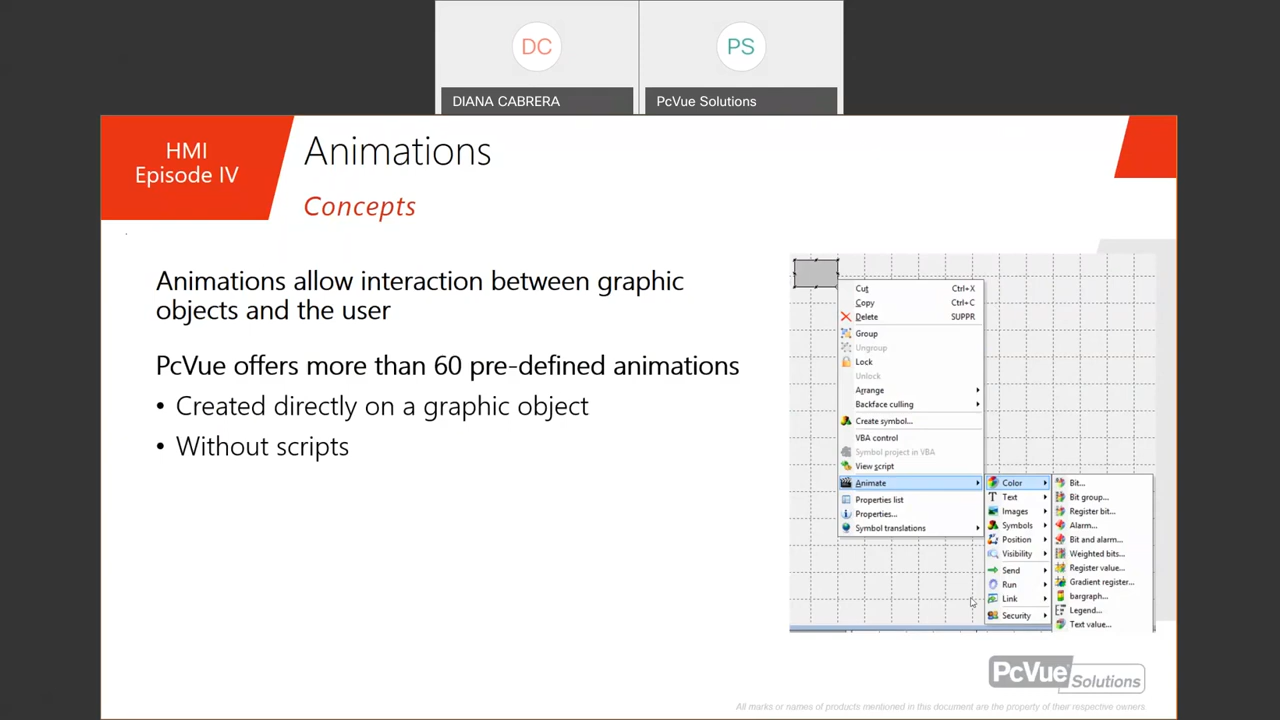 DC
PS
DIANA CABRERA
PcVue Solutions
HMI
Episode IV
Animations
Concepts
Animations allow interaction between graphic
objects and the user
PcVue offers more than 60 pre-defined animations
• Created directly on a graphic object
• Without scripts
Cut Ctrl+X
Copy Ctrl+C
Delete SUPPR
Group
Ungroup
Lock
Unlock
Arrange
Backface culling
Create symbol...
VBA control
Symbol project in VBA
View script
Animate
Properties list
Properties...
Symbol translations
Color
Text
Images
Symbols
Position
Visibility
Send
Run
Link
Security
Bit...
Bit group...
Register bit...
Alarm...
Bit and alarm...
Weighted bits...
Register value...
Gradient register...
bargraph...
Legend...
Text value...
PcVue Solutions
All marks or names of products mentioned in this document are the property of their respective owners